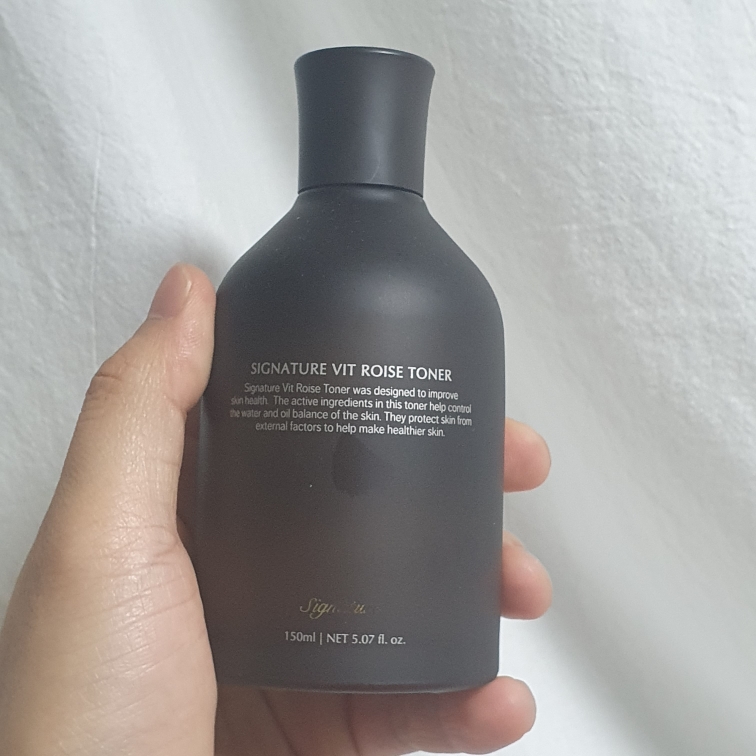 SIGNATURE VIT ROISE TONER
Signature Vit Roise Toner was designed to improve
skin health. The active ingredients in this toner help control
the water and oil balance of the skin. They protect skin from
external factors to help make healthier skin.
150ml | NET 5.07 fl. oz.